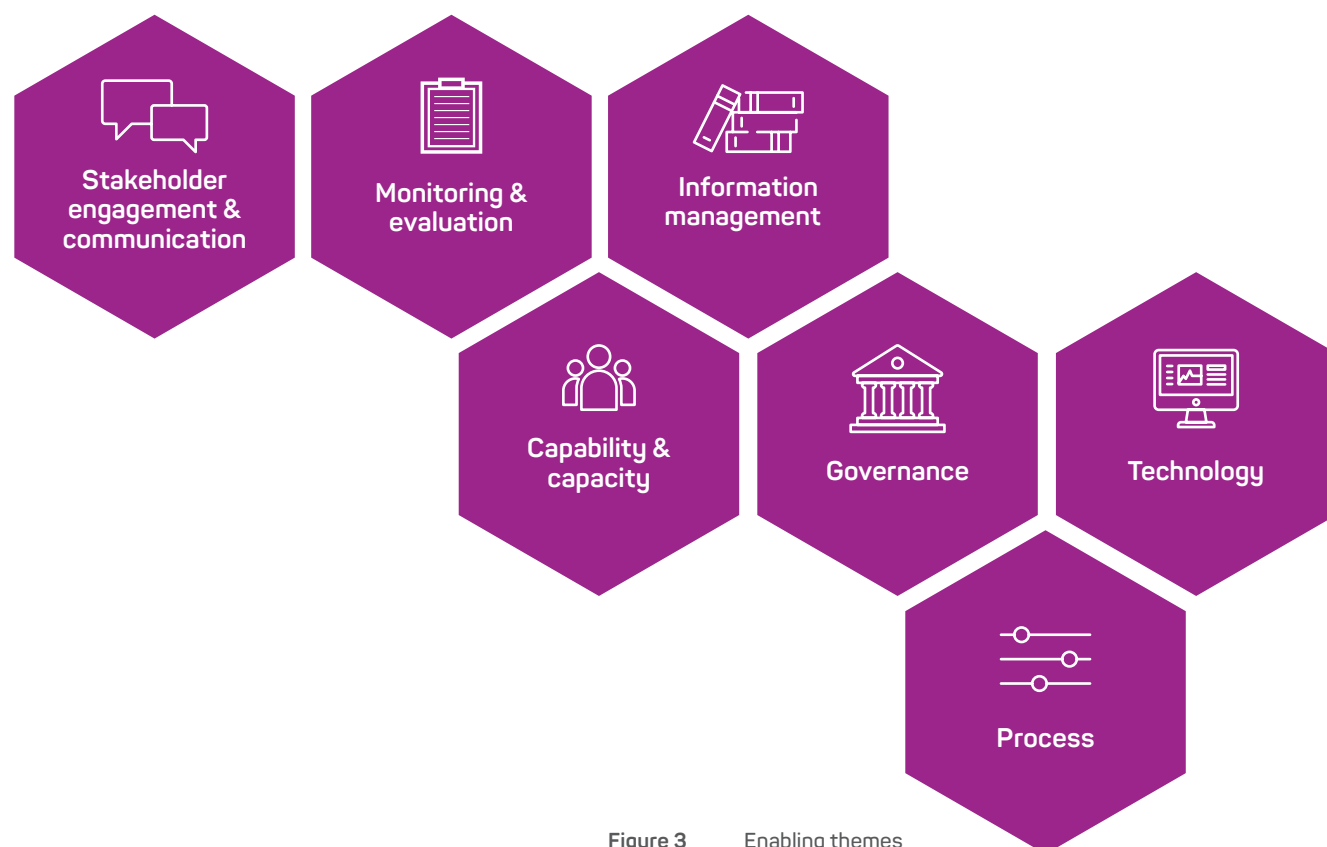 Stakeholder
engagement &
communication
Monitoring &
evaluation
Information
management
Capability &
capacity
Governance
Technology
Process
Figure 3 Enabling themes